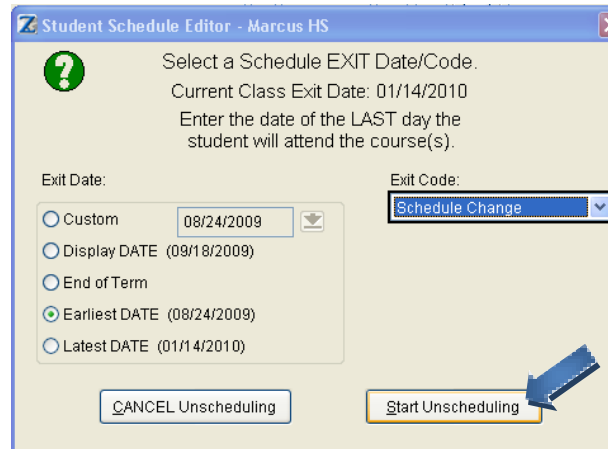 Student Schedule Editor - Marcus HS
Select a Schedule EXIT Date/Code.
Current Class Exit Date: 01/14/2010
Enter the date of the LAST day the
student will attend the course(s).
Exit Date:
Exit Code:
Custom 08/24/2009
Schedule Change
Display DATE (09/18/2009)
End of Term
Earliest DATE (08/24/2009)
Latest DATE (01/14/2010)
CANCEL Unscheduling
Start Unscheduling